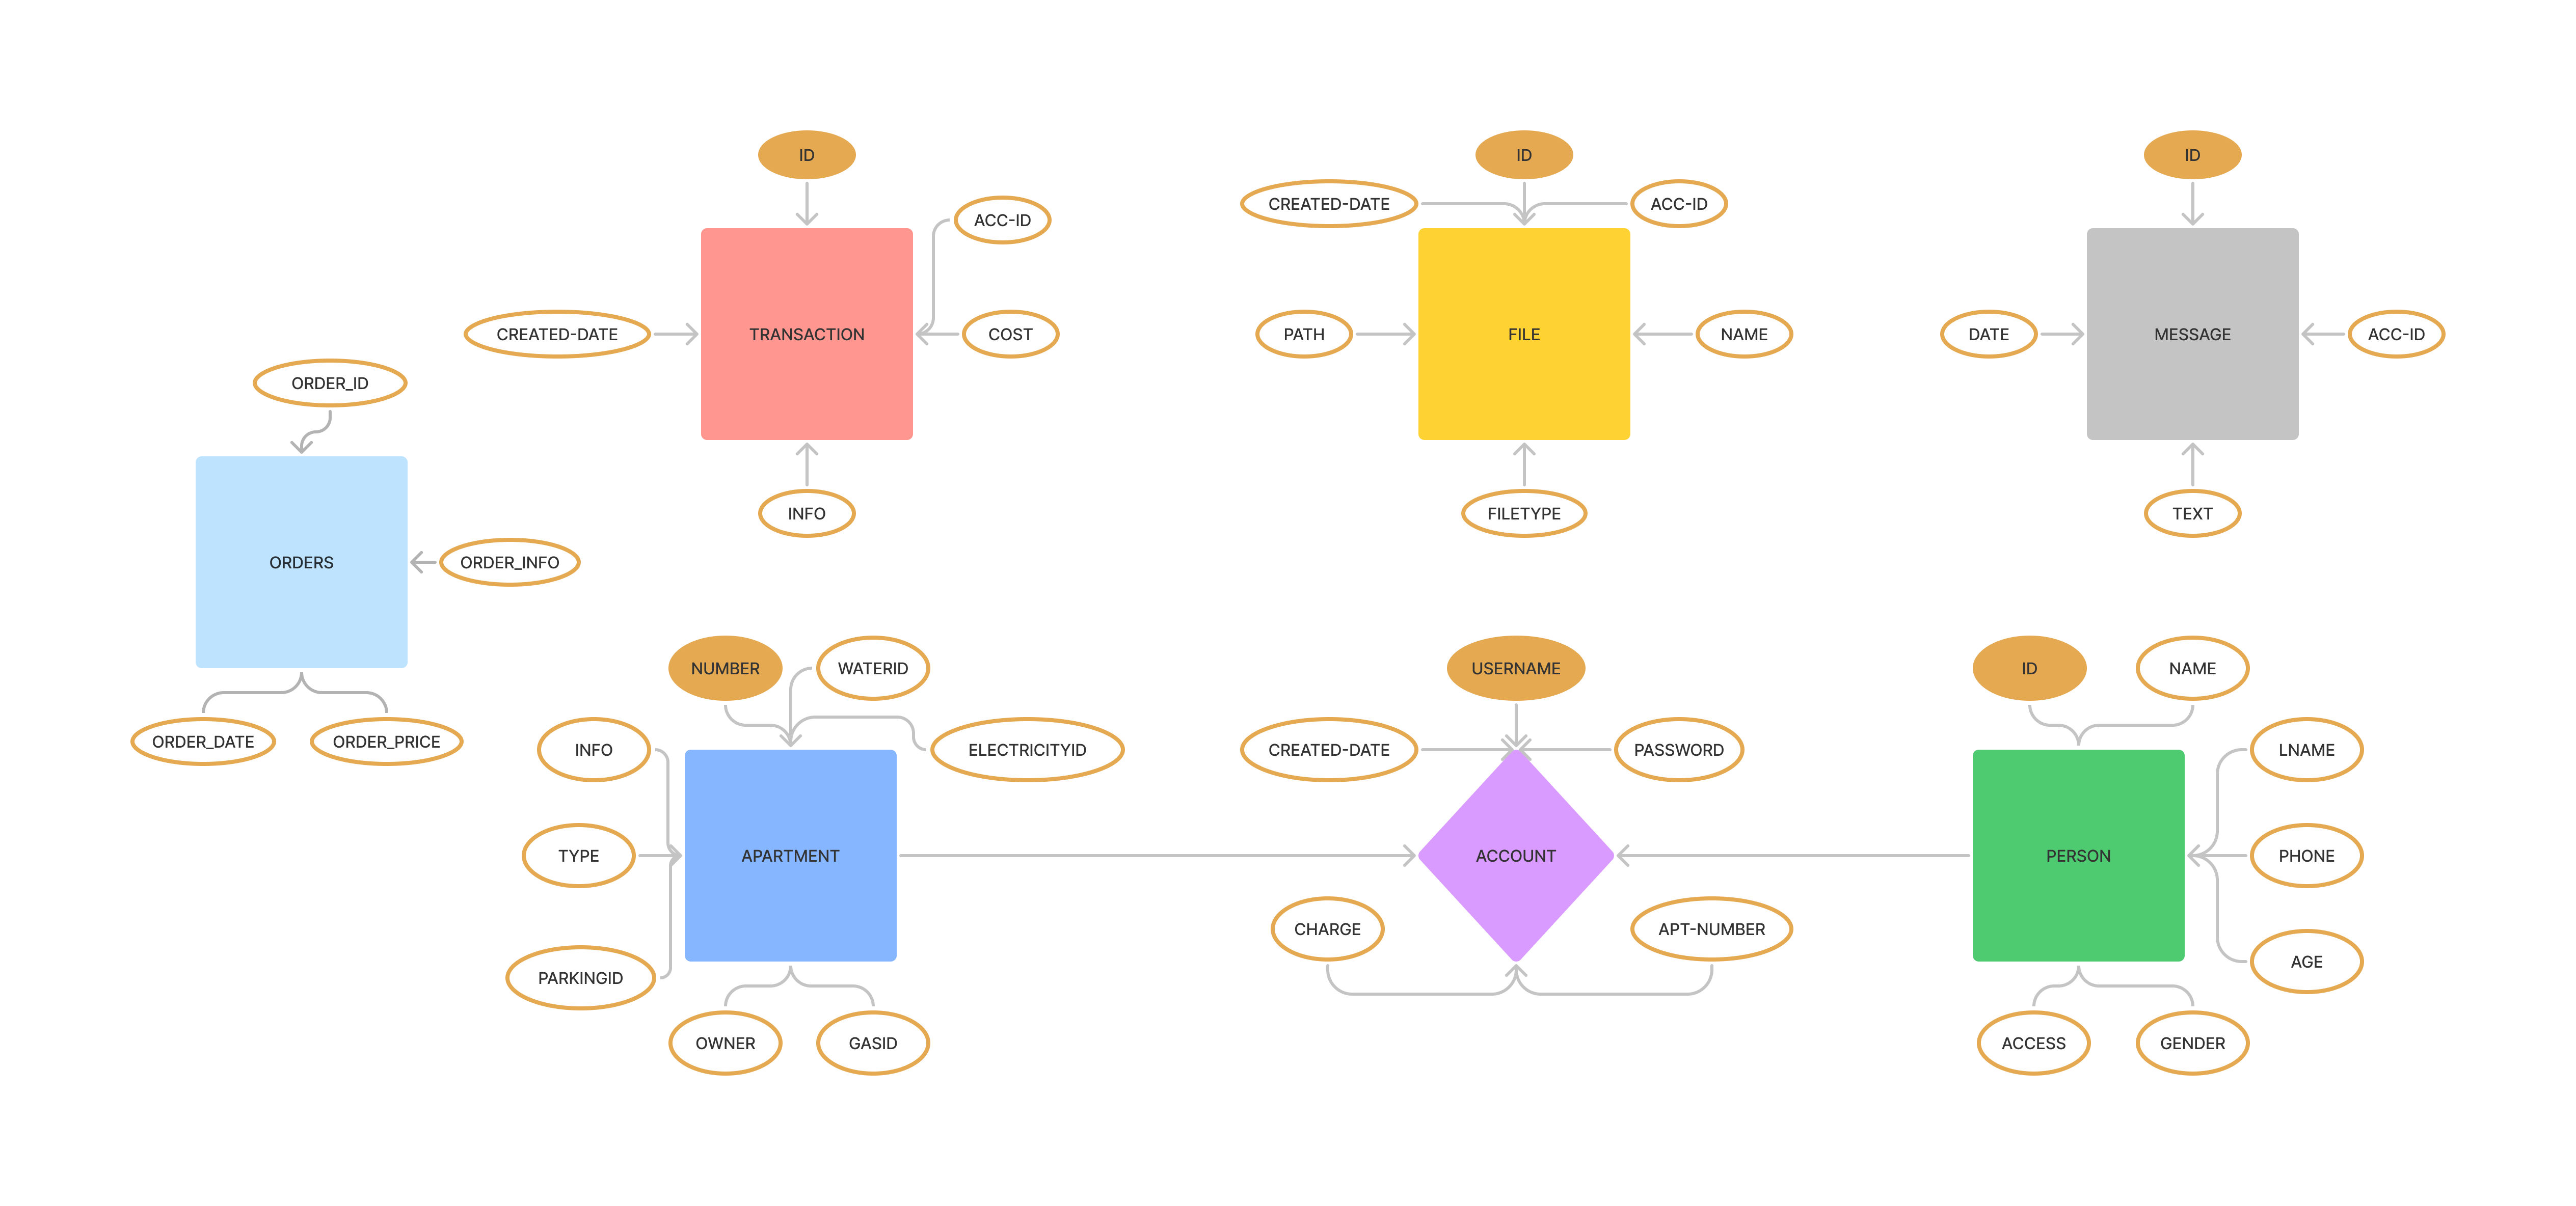 ID
ID
ID
CREATED-DATE
ACC-ID
ACC-ID
CREATED-DATE
TRANSACTION
COST
PATH
FILE
NAME
DATE
MESSAGE
ACC-ID
ORDER_ID
INFO
FILETYPE
TEXT
ORDERS
ORDER_INFO
NUMBER
WATERID
USERNAME
ID
NAME
ORDER_DATE
ORDER_PRICE
INFO
ELECTRICITYID
CREATED-DATE
PASSWORD
LNAME
TYPE
APARTMENT
ACCOUNT
PERSON
PHONE
CHARGE
APT-NUMBER
PARKINGID
AGE
OWNER
GASID
ACCESS
GENDER